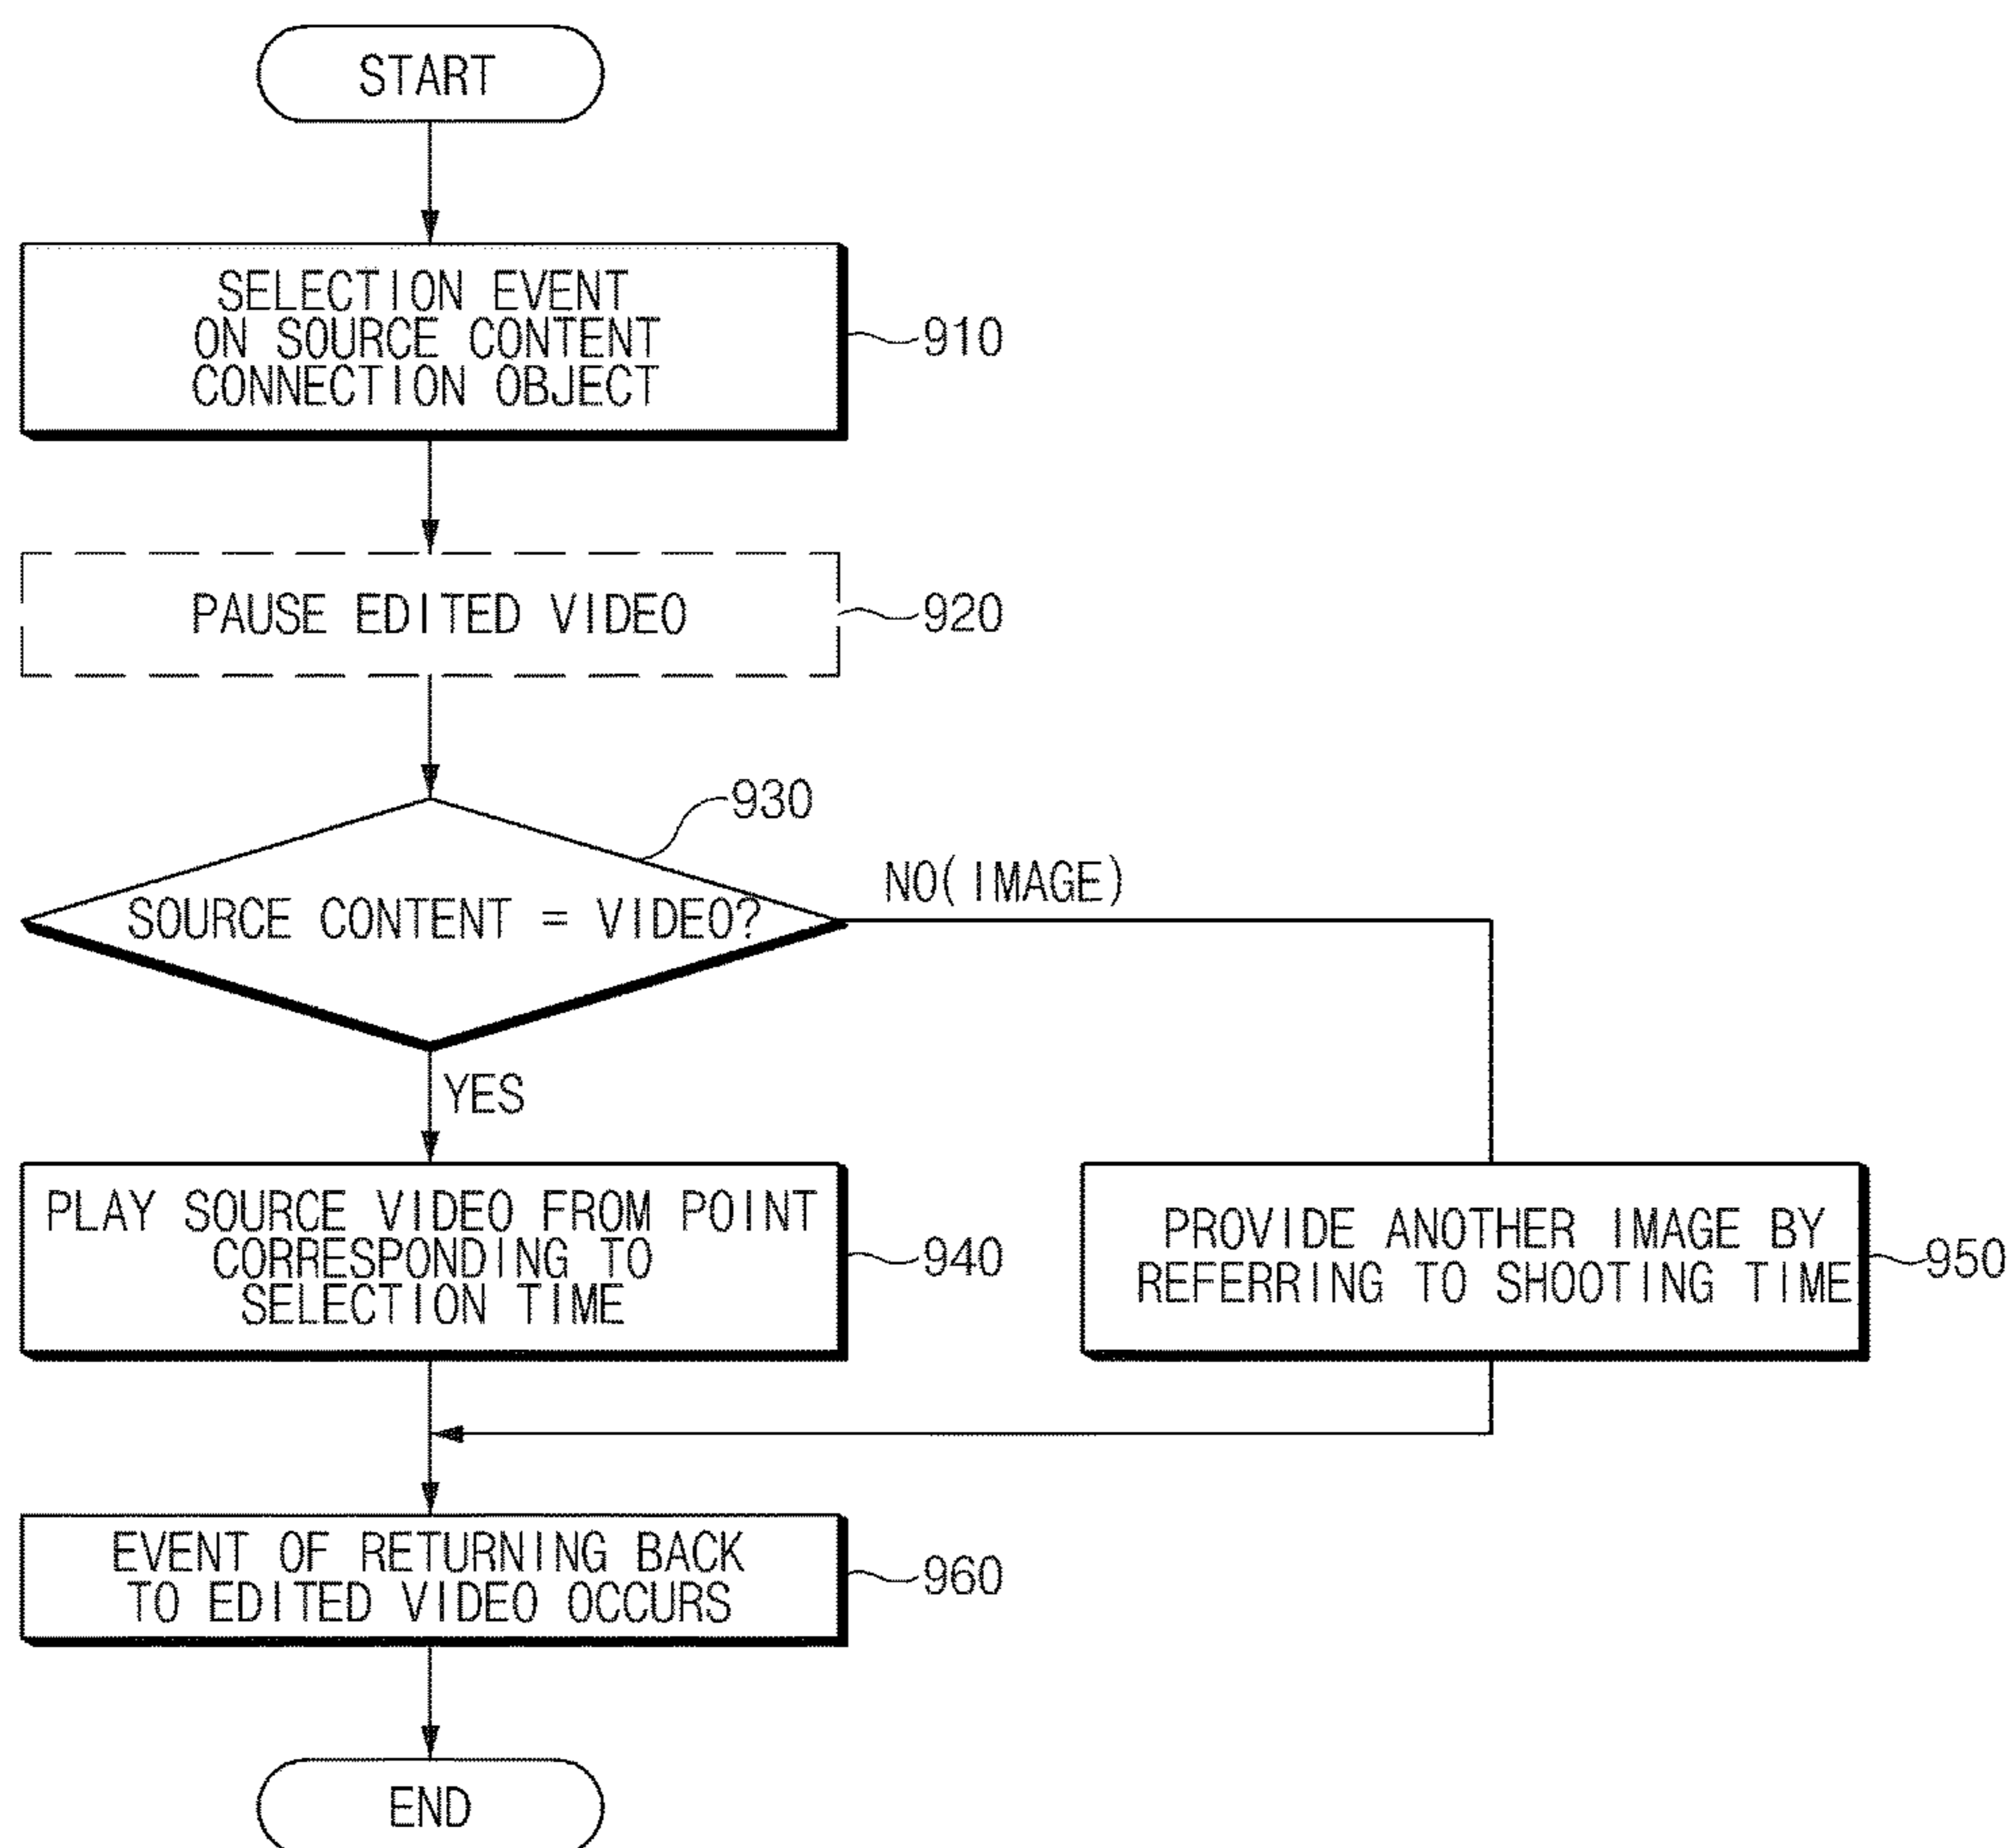 START
SELECTION EVENT
ON SOURCE CONTENT
CONNECTION OBJECT
910
PAUSE EDITED VIDEO
920
930
SOURCE CONTENT = VIDEO?
NO(IMAGE)
YES
PLAY SOURCE VIDEO FROM POINT
CORRESPONDING TO
SELECTION TIME
940
PROVIDE ANOTHER IMAGE BY
REFERRING TO SHOOTING TIME
950
EVENT OF RETURNING BACK
TO EDITED VIDEO OCCURS
960
END